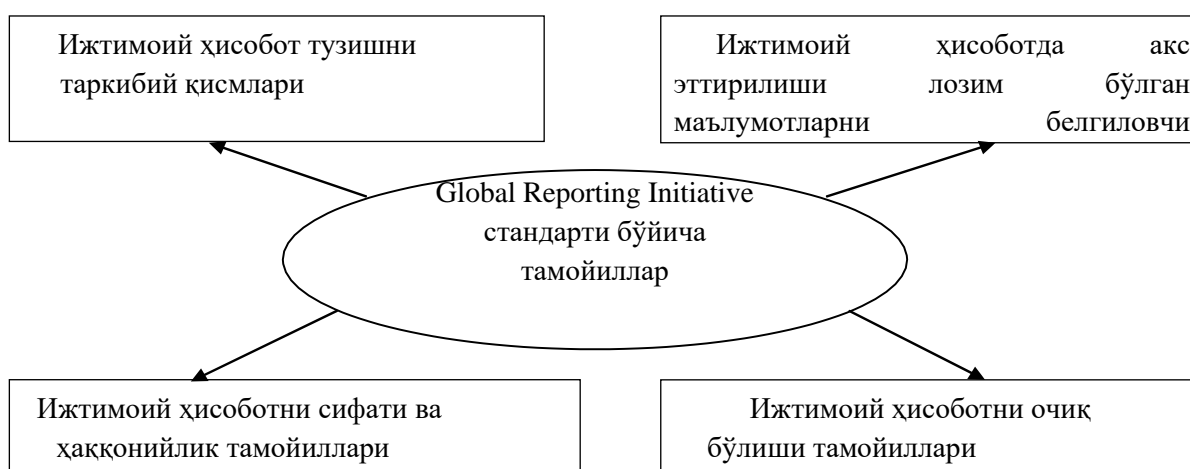 Ижтимоий ҳисобот тузишни
таркибий қисмлари
Ижтимоий ҳисоботда акс
эттирилиши лозим бўлган
маълумотларни белгиловчи
Global Reporting Initiative
стандарти бўйича
тамойиллар
Ижтимоий ҳисоботни сифати ва
ҳаққонийлик тамойиллари
Ижтимоий ҳисоботни очиқ
бўлиши тамойиллари